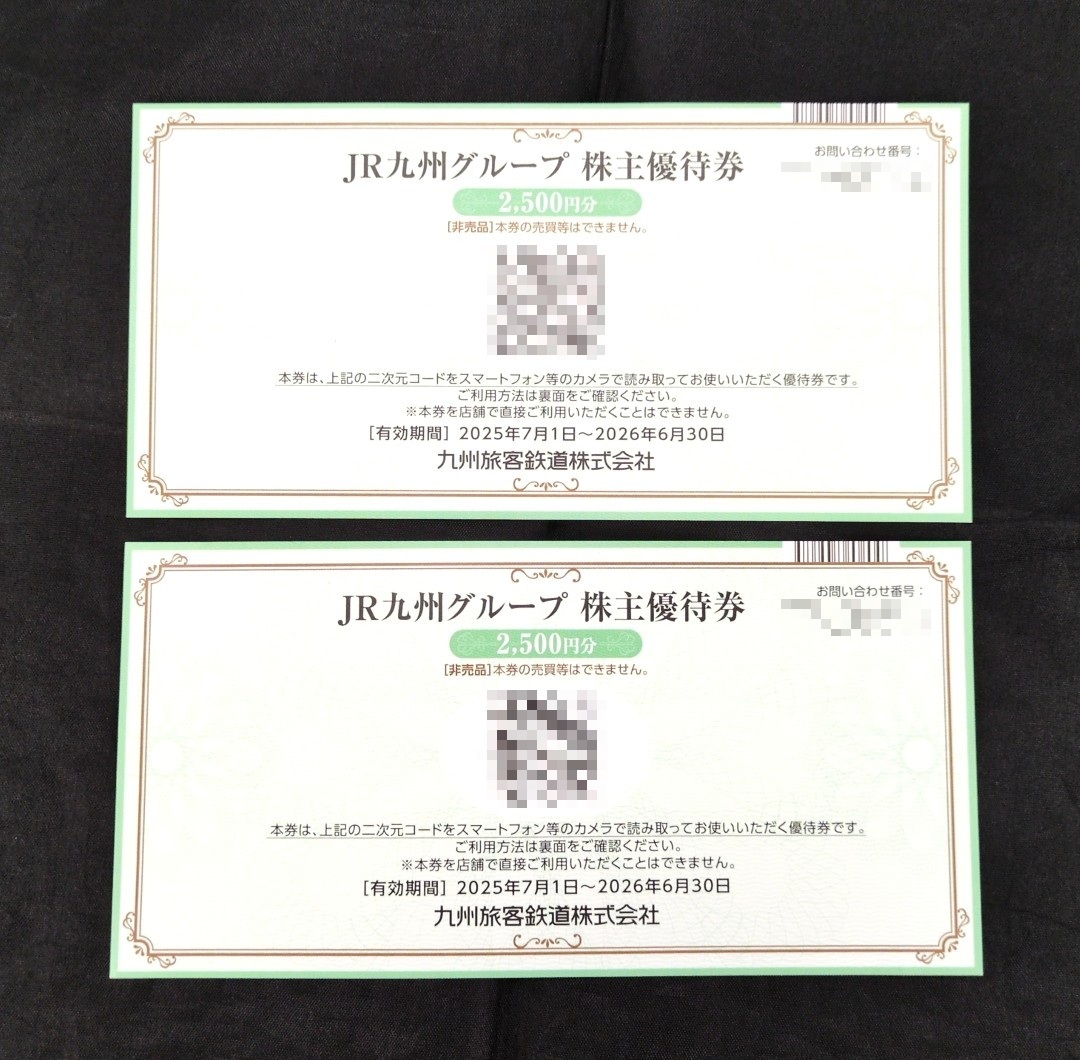 お問い合わせ番号：
JR九州グループ 株主優待券
2,500円分
[非売品]本券の売買等はできません。
本券は、上記の二次元コードをスマートフォン等のカメラで読み取ってお使いいただく優待券です。
ご利用方法は裏面をご確認ください。
※本券を店舗で直接ご利用いただくことはできません。
［有効期間］2025年7月1日～2026年6月30日
九州旅客鉄道株式会社
お問い合わせ番号：
JR九州グループ 株主優待券
2,500円分
[非売品]本券の売買等はできません。
本券は、上記の二次元コードをスマートフォン等のカメラで読み取ってお使いいただく優待券です。
ご利用方法は裏面をご確認ください。
※本券を店舗で直接ご利用いただくことはできません。
［有効期間］2025年7月1日～2026年6月30日
九州旅客鉄道株式会社